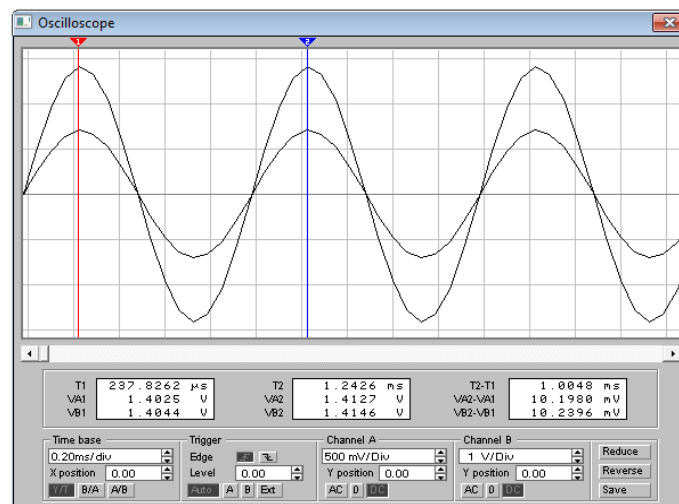 Oscilloscope
1 2
T1 237.8262 µs T2 1.2426 ms T2-T1 1.0048 ms
VA1 1.4025 V VA2 1.4127 V VA2-VA1 10.1980 mV
VB1 1.4044 V VB2 1.4146 V VB2-VB1 10.2396 mV
Time base Trigger Channel A Channel B
0.20ms/div Edge 500 mV/Div 1 V/Div Reduce
X position 0.00 Level 0.00 Y position 0.00 Y position 0.00 Reverse
Y/T B/A A/B Auto A B Ext AC 0 DC AC 0 DC Save